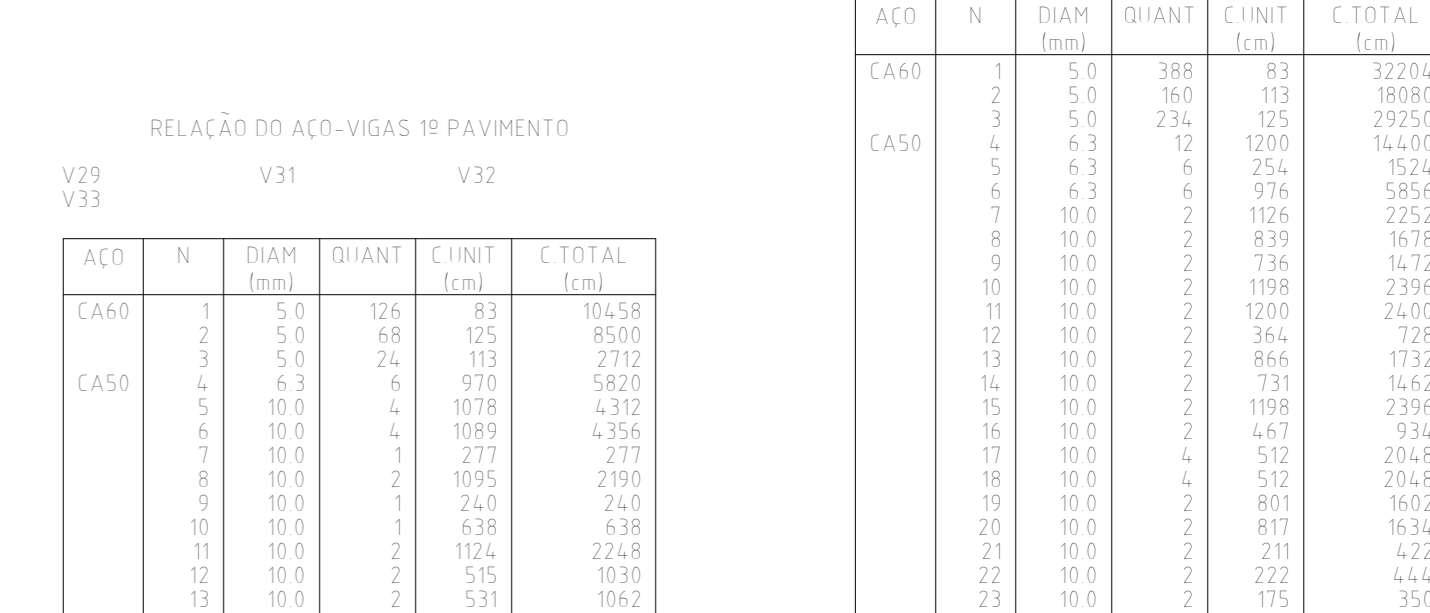 RELAÇÃO DO AÇO-VIGAS 1º PAVIMENTO
V29 V31 V32
V33
AÇO N DIAM QUANT C.UNIT C.TOTAL
(mm) (cm) (cm)
CA60 1 5.0 126 83 10458
2 5.0 68 125 8500
3 5.0 24 113 2712
CA50 4 6.3 6 970 5820
5 10.0 4 1078 4312
6 10.0 4 1089 4356
7 10.0 1 277 277
8 10.0 2 1095 2190
9 10.0 1 240 240
10 10.0 1 638 638
11 10.0 2 1124 2248
12 10.0 2 515 1030
13 10.0 2 531 1062
AÇO N DIAM QUANT C.UNIT C.TOTAL
(mm) (cm) (cm)
CA60 1 5.0 388 83 32204
2 5.0 160 113 18080
3 5.0 234 125 29250
CA50 4 6.3 12 1200 14400
5 6.3 6 254 1524
6 6.3 6 976 5856
7 10.0 2 1126 2252
8 10.0 2 839 1678
9 10.0 2 736 1472
10 10.0 2 1198 2396
11 10.0 2 1200 2400
12 10.0 2 364 728
13 10.0 2 866 1732
14 10.0 2 731 1462
15 10.0 2 1198 2396
16 10.0 2 467 934
17 10.0 4 512 2048
18 10.0 4 512 2048
19 10.0 2 801 1602
20 10.0 2 817 1634
21 10.0 2 211 422
22 10.0 2 222 444
23 10.0 2 175 350